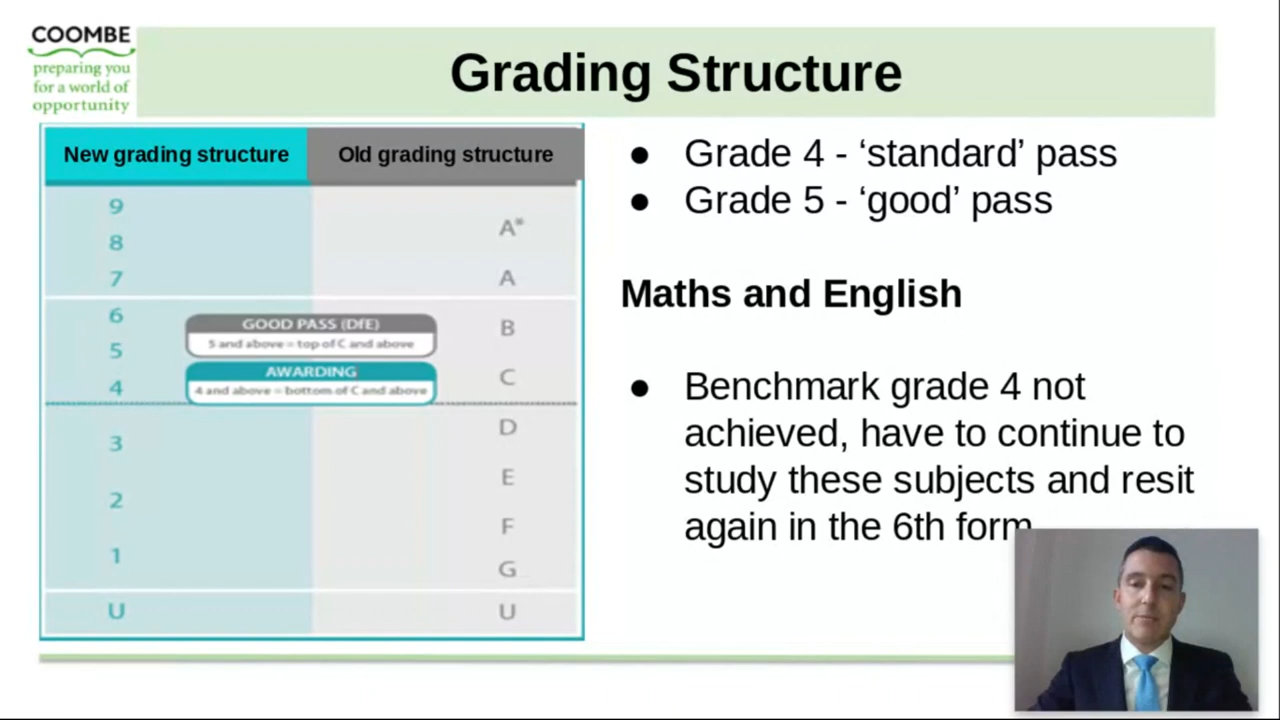 COOMBE
preparing you
for a world of
opportunity
Grading Structure
New grading structure
Old grading structure
9
8
7
6
5
4
3
2
1
U
A*
A
B
C
D
E
F
G
U
GOOD PASS (DfE)
5 and above = top of C and above
AWARDING
4 and above = bottom of C and above
● Grade 4 - ‘standard’ pass
● Grade 5 - ‘good’ pass
Maths and English
● Benchmark grade 4 not
achieved, have to continue to
study these subjects and resit
again in the 6th form